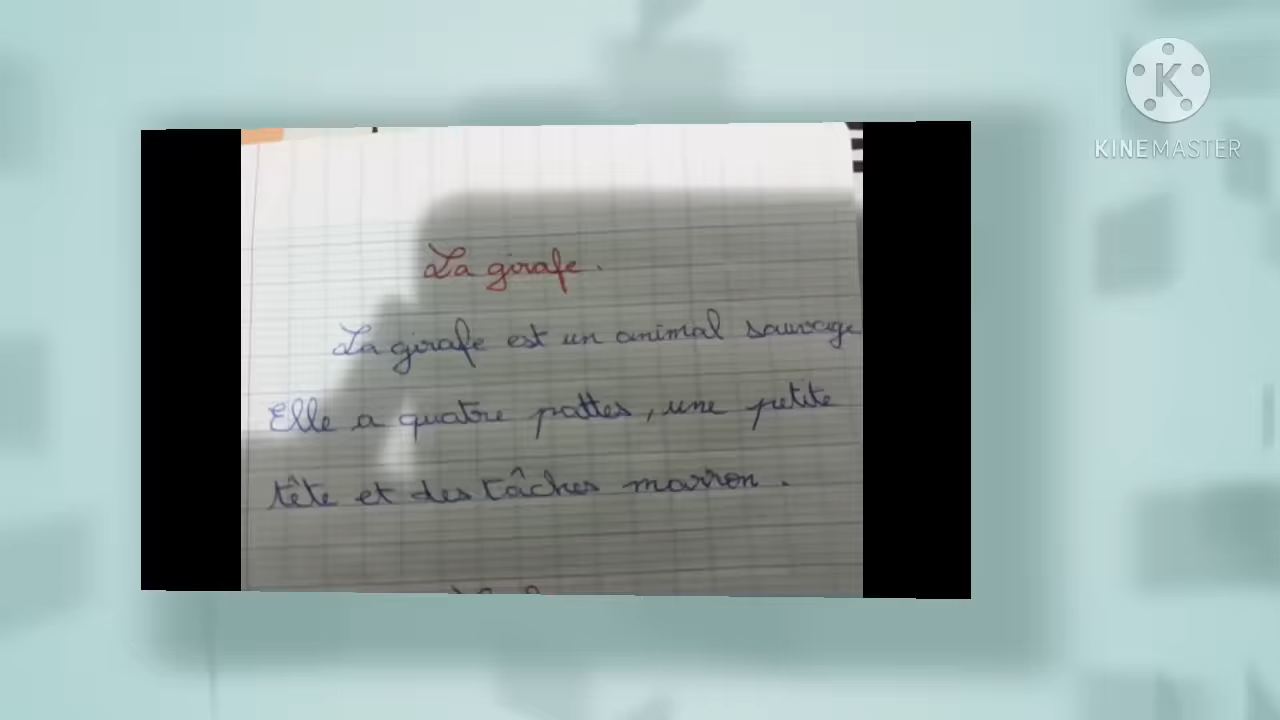 KINEMASTER
La girafe.
La girafe est un animal sauvage
Elle a quatre pattes, une petite
tête et des tâches marron.